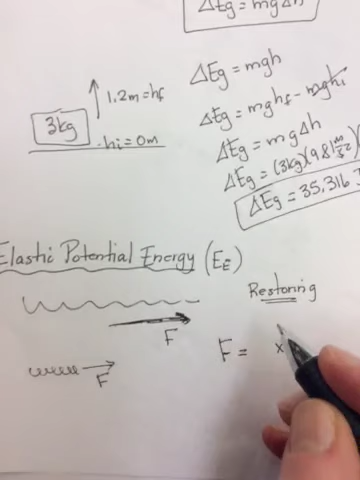 ΔEg = mgΔh
ΔEg = mgh
1.2m = hf
ΔEg = mghf - mghi
3kg
hi = 0m
ΔEg = mgΔh
ΔEg = (3kg)(9.81 m/s²)(
ΔEg = 35.316 J
Elastic Potential Energy (EE)
Restoring
F
F = x
F